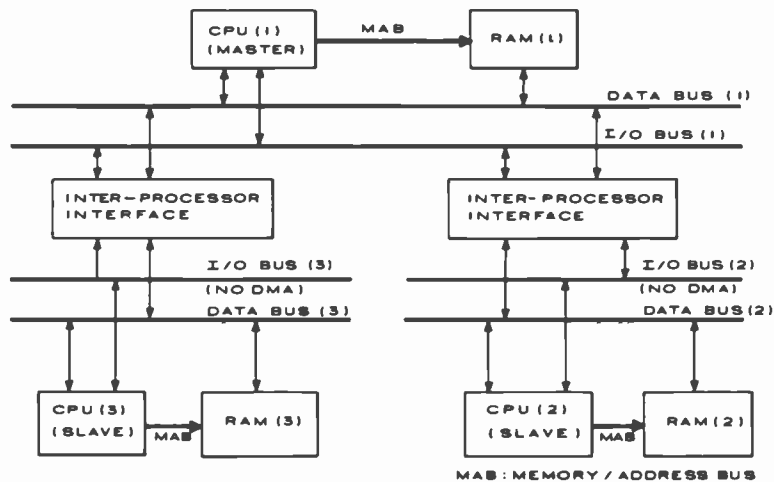 CPU(1)
(MASTER)
MAB
RAM(1)
DATA BUS (1)
I/O BUS(1)
INTER-PROCESSOR
INTERFACE
INTER-PROCESSOR
INTERFACE
I/O BUS(3)
(NO DMA)
DATA BUS(3)
I/O BUS(2)
(NO DMA)
DATA BUS(2)
CPU(3)
(SLAVE)
MAB
RAM(3)
CPU(2)
(SLAVE)
MAB
RAM(2)
MAB: MEMORY / ADDRESS BUS